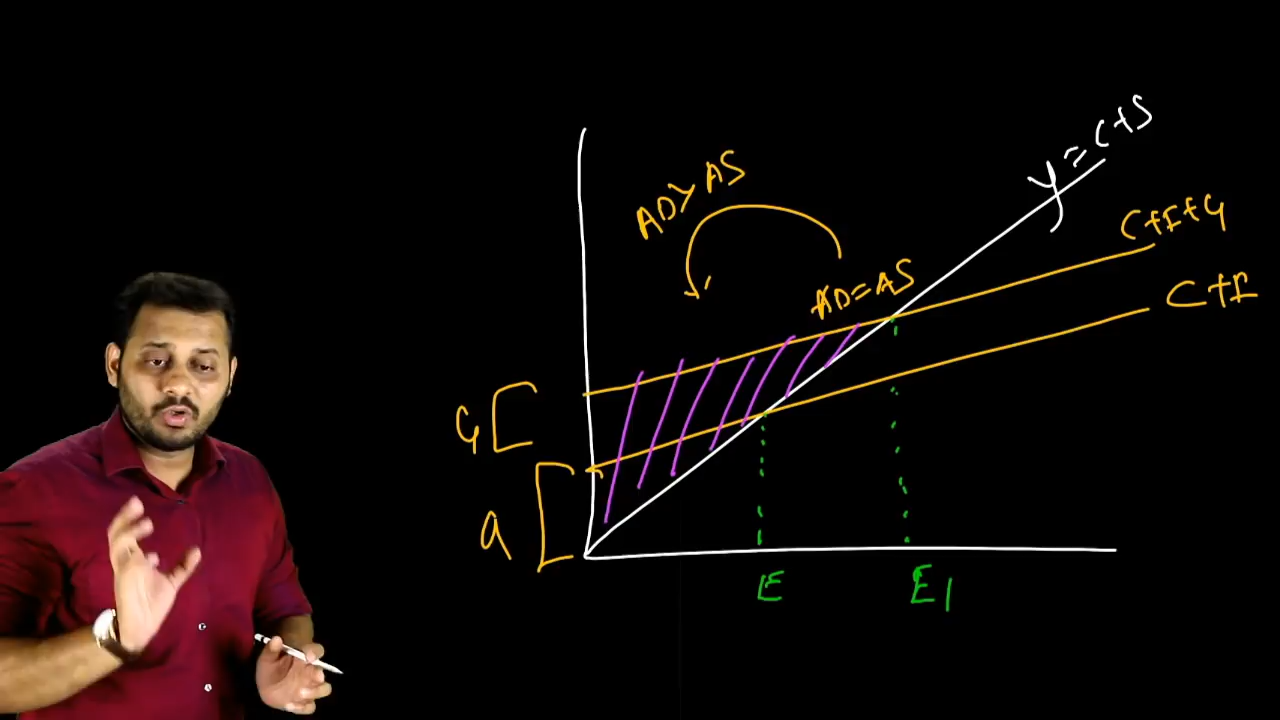 y = C+S
AD > AS
C+I+G
AD = AS
C+I
G
a
E
E1